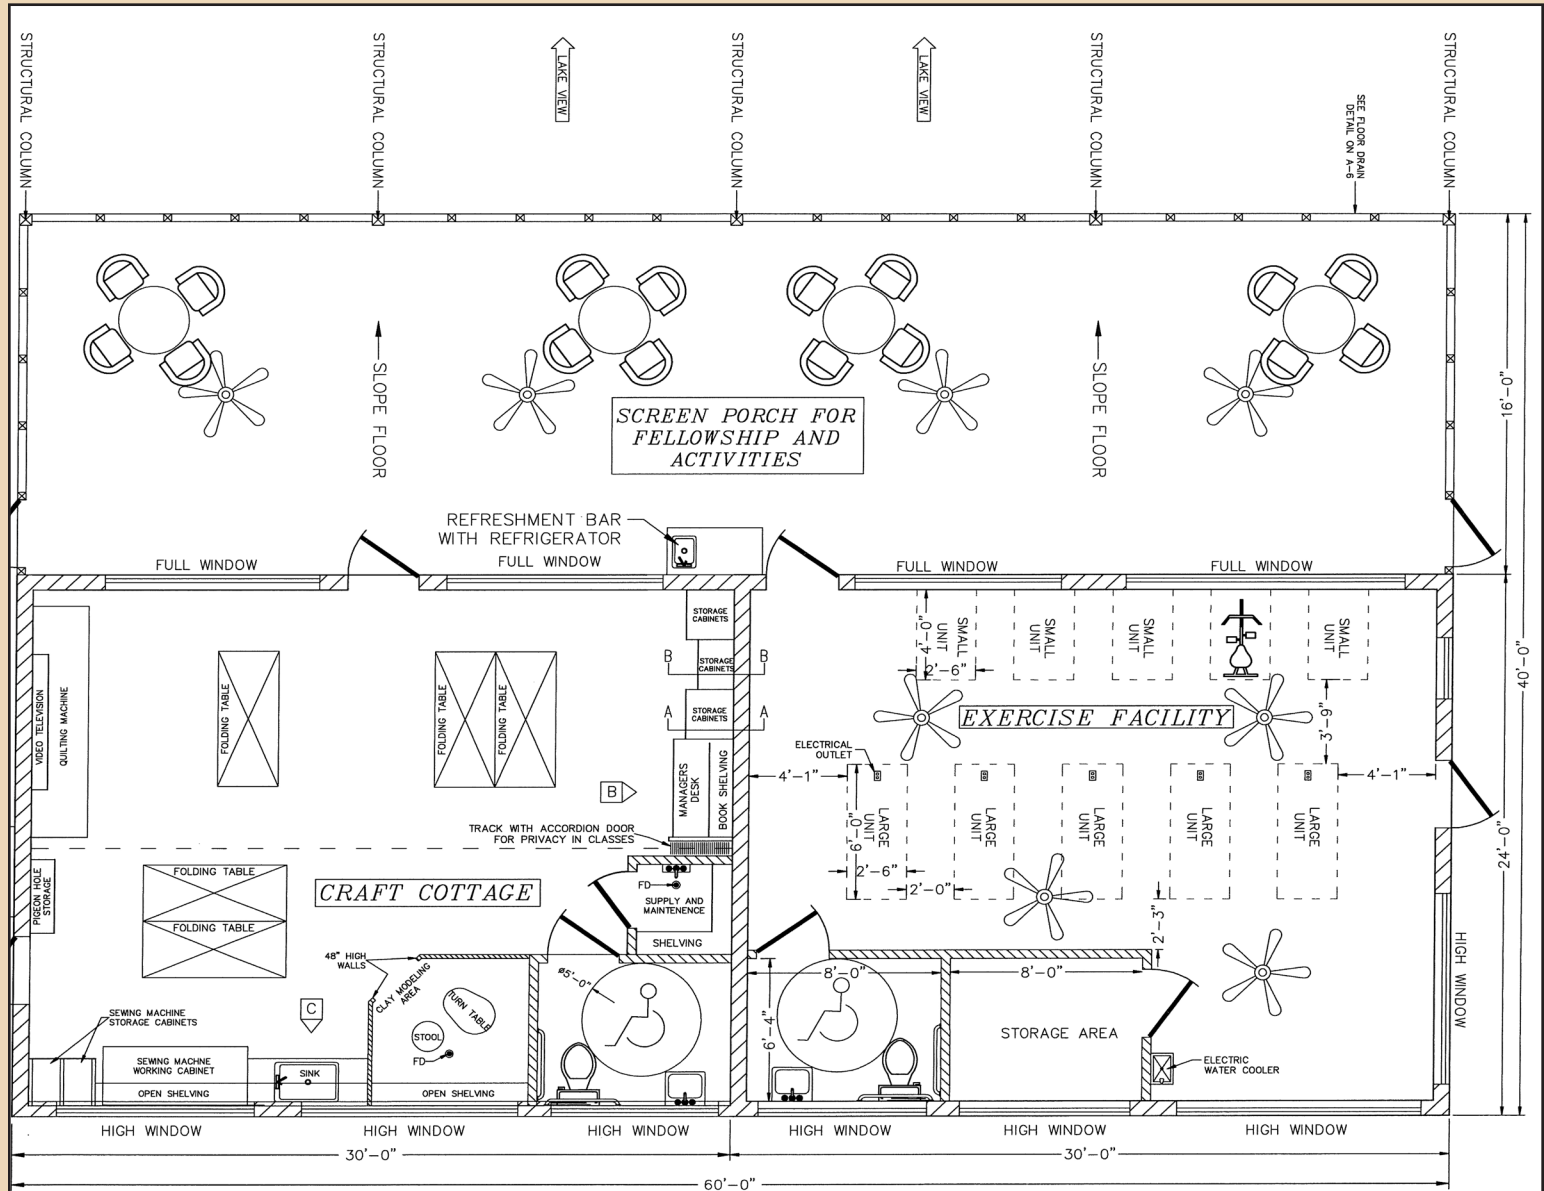 STRUCTURAL COLUMN
STRUCTURAL COLUMN
LAKE VIEW
STRUCTURAL COLUMN
LAKE VIEW
STRUCTURAL COLUMN
SEE FLOOR DRAIN
DETAIL ON A-6
STRUCTURAL COLUMN
SLOPE FLOOR
SLOPE FLOOR
16'-0"
SCREEN PORCH FOR
FELLOWSHIP AND
ACTIVITIES
REFRESHMENT BAR
WITH REFRIGERATOR
FULL WINDOW
FULL WINDOW
FULL WINDOW
FULL WINDOW
40'-0"
VIDEO TELEVISION
QUILTING MACHINE
FOLDING TABLE
FOLDING TABLE
FOLDING TABLE
STORAGE
CABINETS
B
B
STORAGE
CABINETS
A
A
STORAGE
CABINETS
MANAGERS
DESK
BOOK SHELVING
B
TRACK WITH ACCORDION DOOR
FOR PRIVACY IN CLASSES
4'-0"
SMALL
UNIT
2'-6"
SMALL
UNIT
SMALL
UNIT
SMALL
UNIT
EXERCISE FACILITY
3'-9"
ELECTRICAL
OUTLET
4'-1"
4'-1"
LARGE
UNIT
6'-0"
2'-6"
2'-0"
LARGE
UNIT
LARGE
UNIT
LARGE
UNIT
LARGE
UNIT
24'-0"
2'-3"
PIGEON HOLE
STORAGE
FOLDING TABLE
FOLDING TABLE
CRAFT COTTAGE
FD
SUPPLY AND
MAINTENENCE
SHELVING
48" HIGH
WALLS
CLAY MODELING
AREA
TURN TABLE
STOOL
FD
ø5'-0"
C
SEWING MACHINE
STORAGE CABINETS
SEWING MACHINE
WORKING CABINET
OPEN SHELVING
SINK
OPEN SHELVING
8'-0"
6'-4"
8'-0"
STORAGE AREA
ELECTRIC
WATER COOLER
HIGH WINDOW
HIGH WINDOW
HIGH WINDOW
HIGH WINDOW
HIGH WINDOW
HIGH WINDOW
HIGH WINDOW
30'-0"
30'-0"
60'-0"